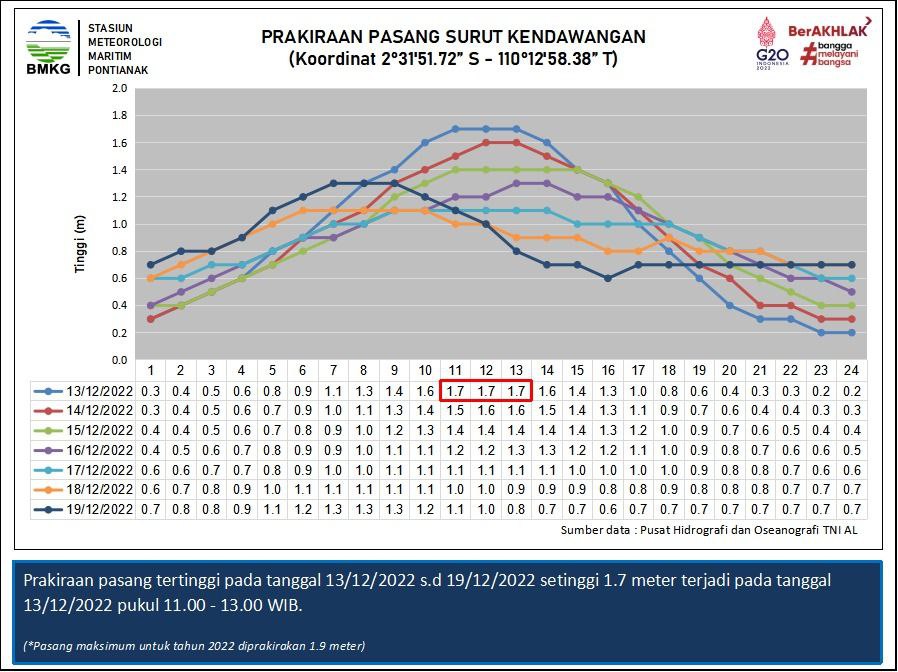 STASIUN
METEOROLOGI
MARITIM
PONTIANAK
BMKG
PRAKIRAAN PASANG SURUT KENDAWANGAN
(Koordinat 2°31'51.72” S - 110°12'58.38” T)
G20
INDONESIA
2022
BerAKHLAK
#bangga
melayani
bangsa
Tinggi (m)
2.0
1.8
1.6
1.4
1.2
1.0
0.8
0.6
0.4
0.2
0.0
1 2 3 4 5 6 7 8 9 10 11 12 13 14 15 16 17 18 19 20 21 22 23 24
13/12/2022 0.3 0.4 0.5 0.6 0.8 0.9 1.1 1.3 1.4 1.6 1.7 1.7 1.7 1.6 1.4 1.3 1.0 0.8 0.6 0.4 0.3 0.3 0.2 0.2
14/12/2022 0.3 0.4 0.5 0.6 0.7 0.9 1.0 1.1 1.3 1.4 1.5 1.6 1.6 1.5 1.4 1.3 1.1 0.9 0.7 0.6 0.4 0.4 0.3 0.3
15/12/2022 0.4 0.4 0.5 0.6 0.7 0.8 0.9 1.0 1.2 1.3 1.4 1.4 1.4 1.4 1.4 1.3 1.2 1.0 0.9 0.7 0.6 0.5 0.4 0.4
16/12/2022 0.4 0.5 0.6 0.7 0.8 0.9 0.9 1.0 1.1 1.1 1.2 1.2 1.3 1.3 1.2 1.2 1.1 1.0 0.9 0.8 0.7 0.6 0.6 0.5
17/12/2022 0.6 0.6 0.7 0.7 0.8 0.9 1.0 1.0 1.1 1.1 1.1 1.1 1.1 1.1 1.0 1.0 1.0 1.0 0.9 0.8 0.8 0.7 0.6 0.6
18/12/2022 0.6 0.7 0.8 0.9 1.0 1.1 1.1 1.1 1.1 1.1 1.0 1.0 0.9 0.9 0.9 0.8 0.8 0.9 0.8 0.8 0.8 0.7 0.7 0.7
19/12/2022 0.7 0.8 0.8 0.9 1.1 1.2 1.3 1.3 1.3 1.2 1.1 1.0 0.8 0.7 0.7 0.6 0.7 0.7 0.7 0.7 0.7 0.7 0.7 0.7
Sumber data : Pusat Hidrografi dan Oseanografi TNI AL
Prakiraan pasang tertinggi pada tanggal 13/12/2022 s.d 19/12/2022 setinggi 1.7 meter terjadi pada tanggal
13/12/2022 pukul 11.00 - 13.00 WIB.
(*Pasang maksimum untuk tahun 2022 diprakirakan 1.9 meter)